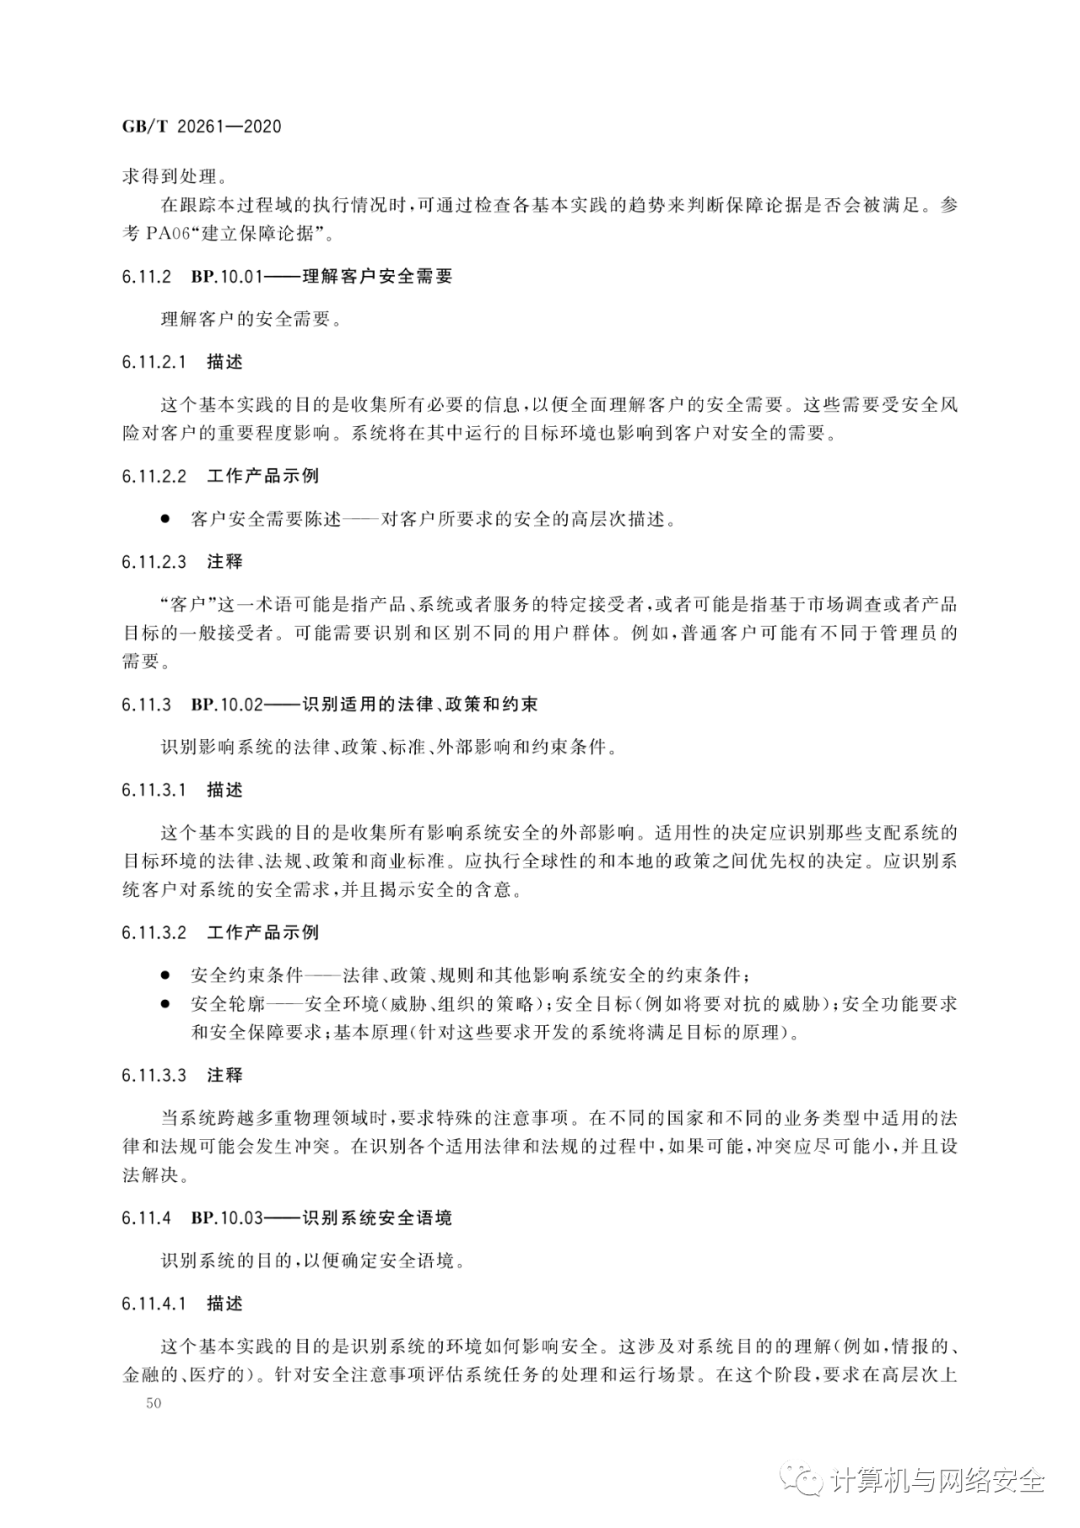 GB/T 20261—2020
求得到处理。
在跟踪本过程域的执行情况时,可通过检查各基本实践的趋势来判断保障论据是否会被满足。参
考 PA06“建立保障论据”。
6.11.2 BP.10.01——理解客户安全需要
理解客户的安全需要。
6.11.2.1 描述
这个基本实践的目的是收集所有必要的信息,以便全面理解客户的安全需要。这些需要受安全风
险对客户的重要程度影响。系统将在其中运行的目标环境也影响到客户对安全的需要。
6.11.2.2 工作产品示例
● 客户安全需要陈述——对客户所要求的安全的高层次描述。
6.11.2.3 注释
“客户”这一术语可能是指产品、系统或者服务的特定接受者,或者可能是指基于市场调查或者产品
目标的一般接受者。可能需要识别和区别不同的用户群体。例如,普通客户可能有不同于管理员的
需要。
6.11.3 BP.10.02——识别适用的法律、政策和约束
识别影响系统的法律、政策、标准、外部影响和约束条件。
6.11.3.1 描述
这个基本实践的目的是收集所有影响系统安全的外部影响。适用性的决定应识别那些支配系统的
目标环境的法律、法规、政策和商业标准。应执行全球性的和本地的政策之间优先权的决定。应识别系
统客户对系统的安全需求,并且揭示安全的含意。
6.11.3.2 工作产品示例
● 安全约束条件——法律、政策、规则和其他影响系统安全的约束条件;
● 安全轮廓——安全环境(威胁、组织的策略);安全目标(例如将要对抗的威胁);安全功能要求
和安全保障要求;基本原理(针对这些要求开发的系统将满足目标的原理)。
6.11.3.3 注释
当系统跨越多重物理领域时,要求特殊的注意事项。在不同的国家和不同的业务类型中适用的法
律和法规可能会发生冲突。在识别各个适用法律和法规的过程中,如果可能,冲突应尽可能小,并且设
法解决。
6.11.4 BP.10.03——识别系统安全语境
识别系统的目的,以便确定安全语境。
6.11.4.1 描述
这个基本实践的目的是识别系统的环境如何影响安全。这涉及对系统目的的理解(例如,情报的、
金融的、医疗的)。针对安全注意事项评估系统任务的处理和运行场景。在这个阶段,要求在高层次上
50
计算机与网络安全